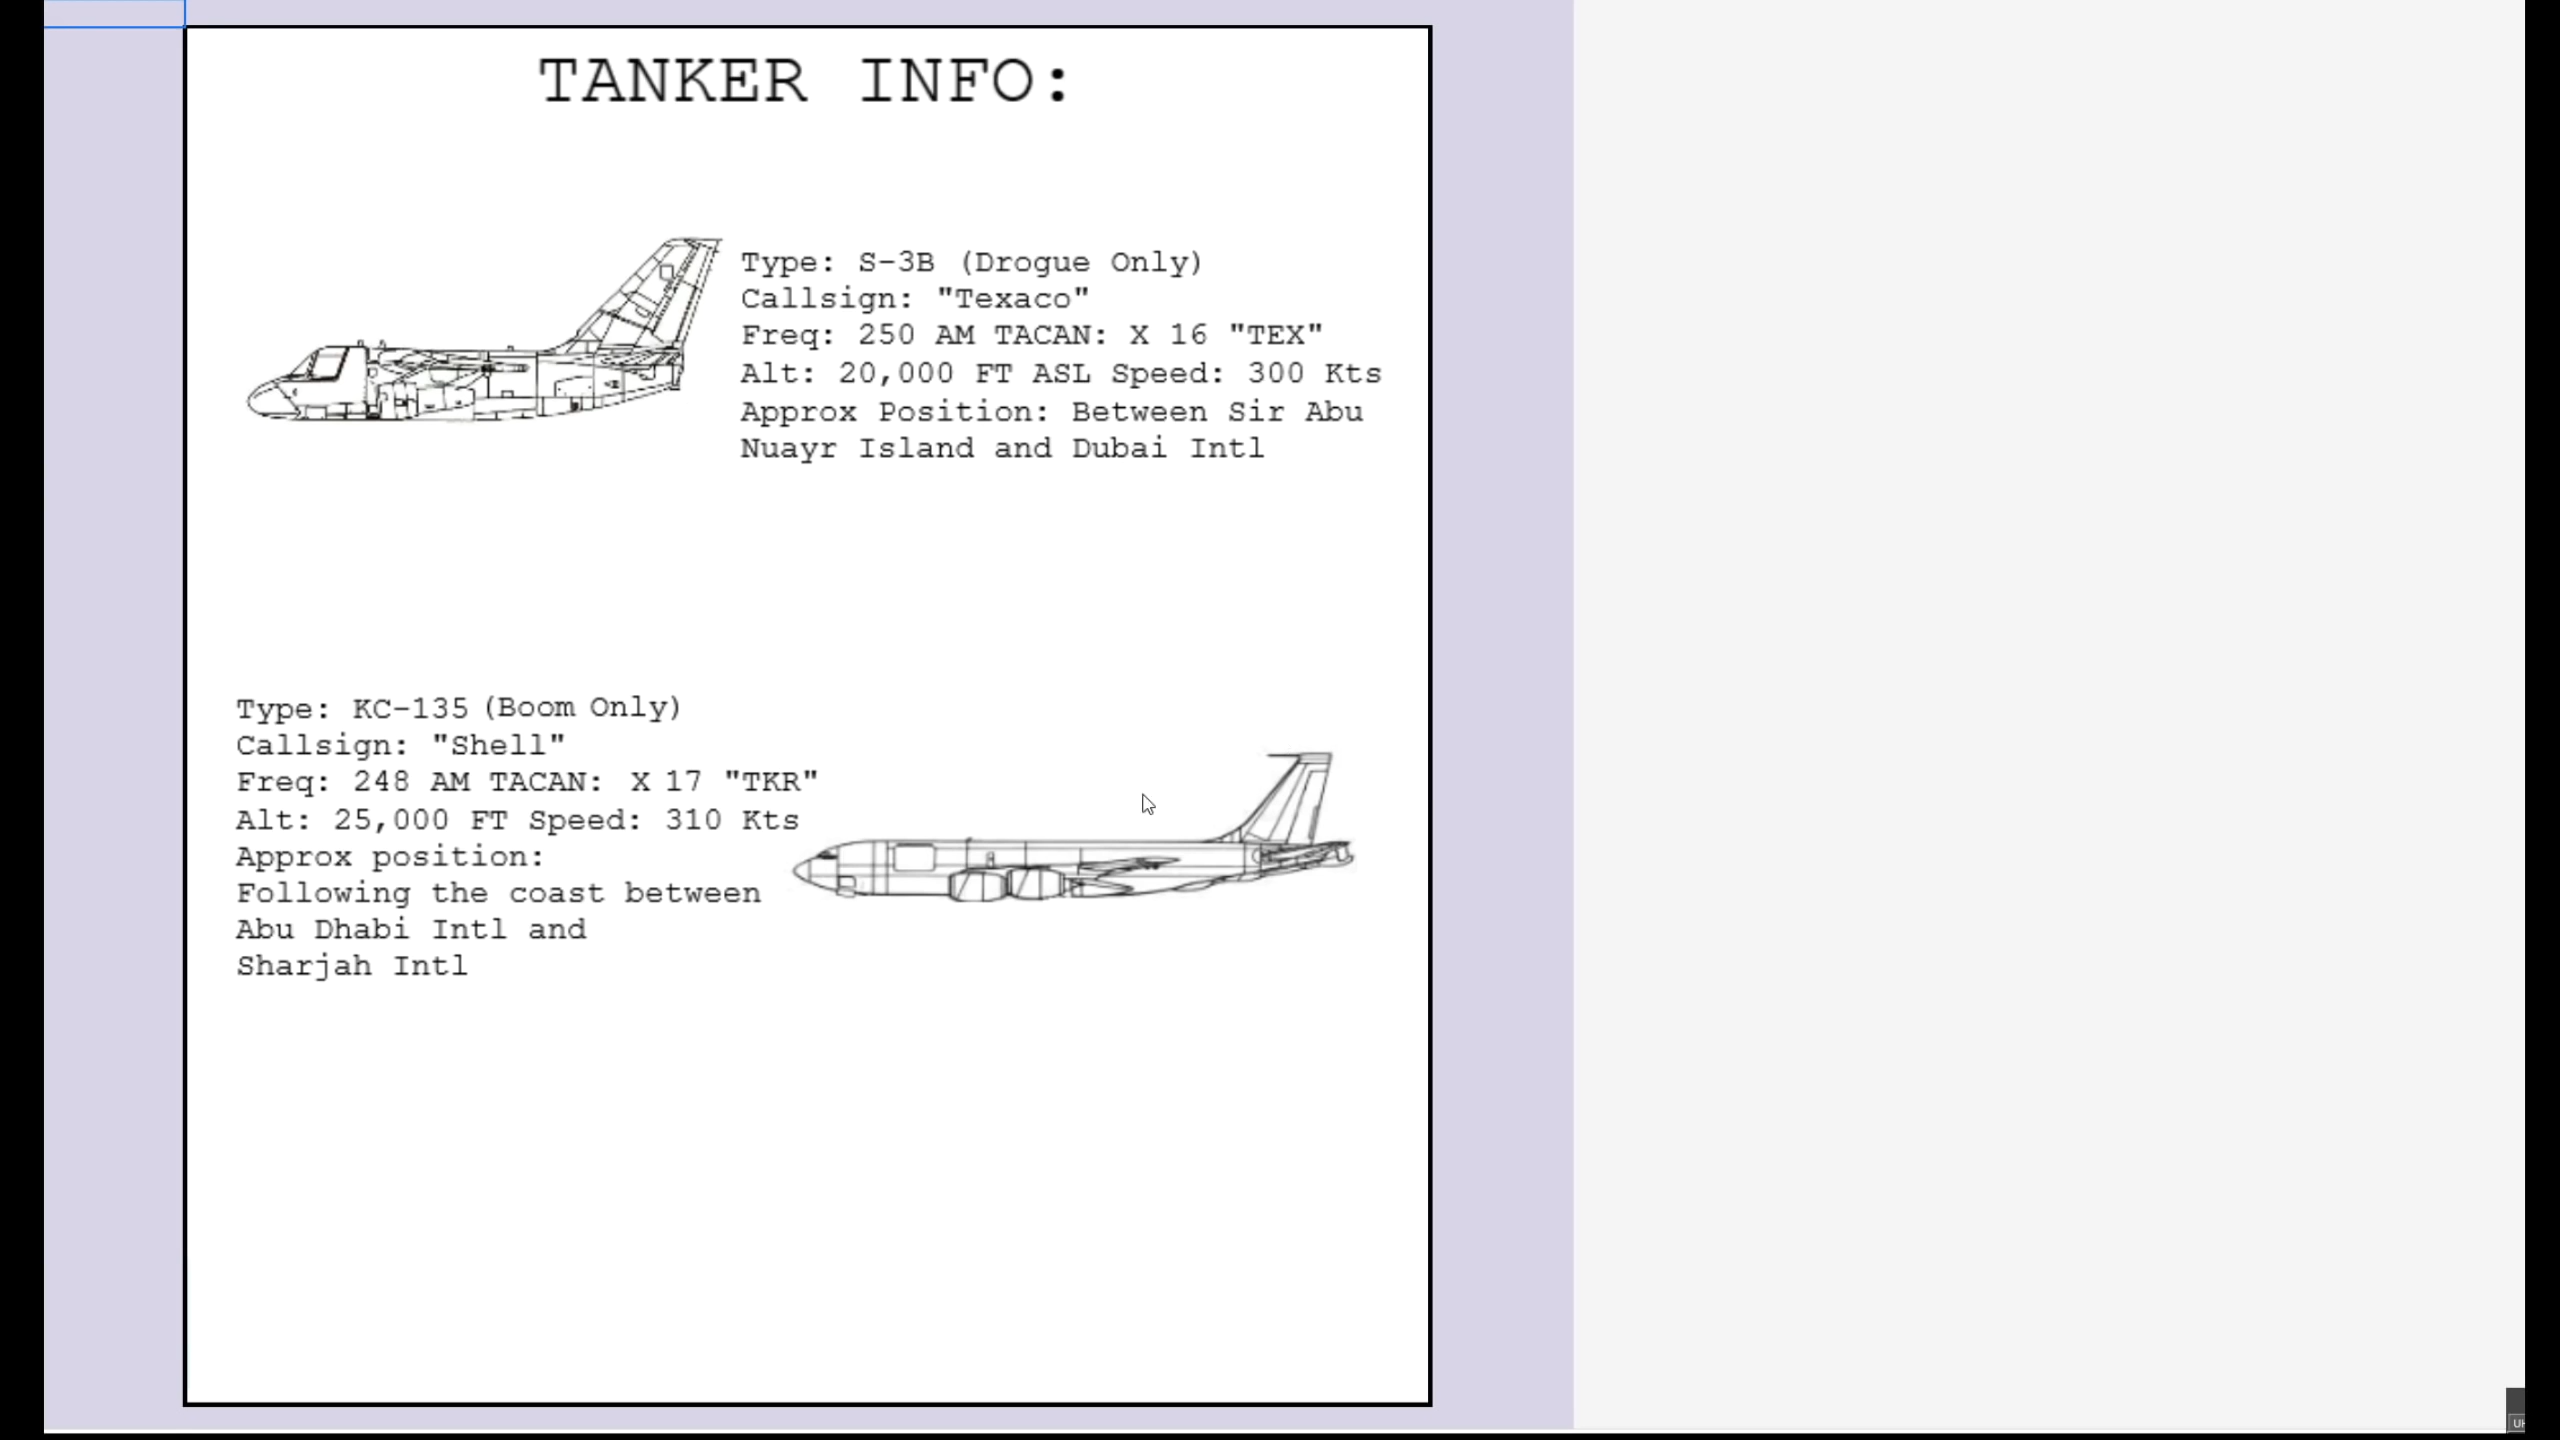 TANKER INFO:
Type: S-3B (Drogue Only)
Callsign: "Texaco"
Freq: 250 AM TACAN: X 16 "TEX"
Alt: 20,000 FT ASL Speed: 300 Kts
Approx Position: Between Sir Abu
Nuayr Island and Dubai Intl
Type: KC-135 (Boom Only)
Callsign: "Shell"
Freq: 248 AM TACAN: X 17 "TKR"
Alt: 25,000 FT Speed: 310 Kts
Approx position:
Following the coast between
Abu Dhabi Intl and
Sharjah Intl